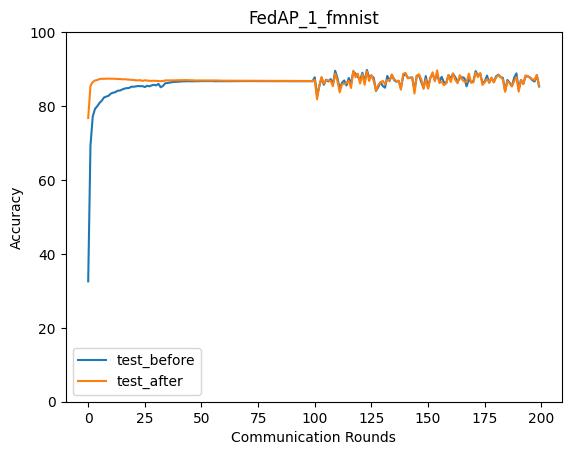 FedAP_1_fmnist
100
80
60
40
20
0
Accuracy
test_before
test_after
0 25 50 75 100 125 150 175 200
Communication Rounds